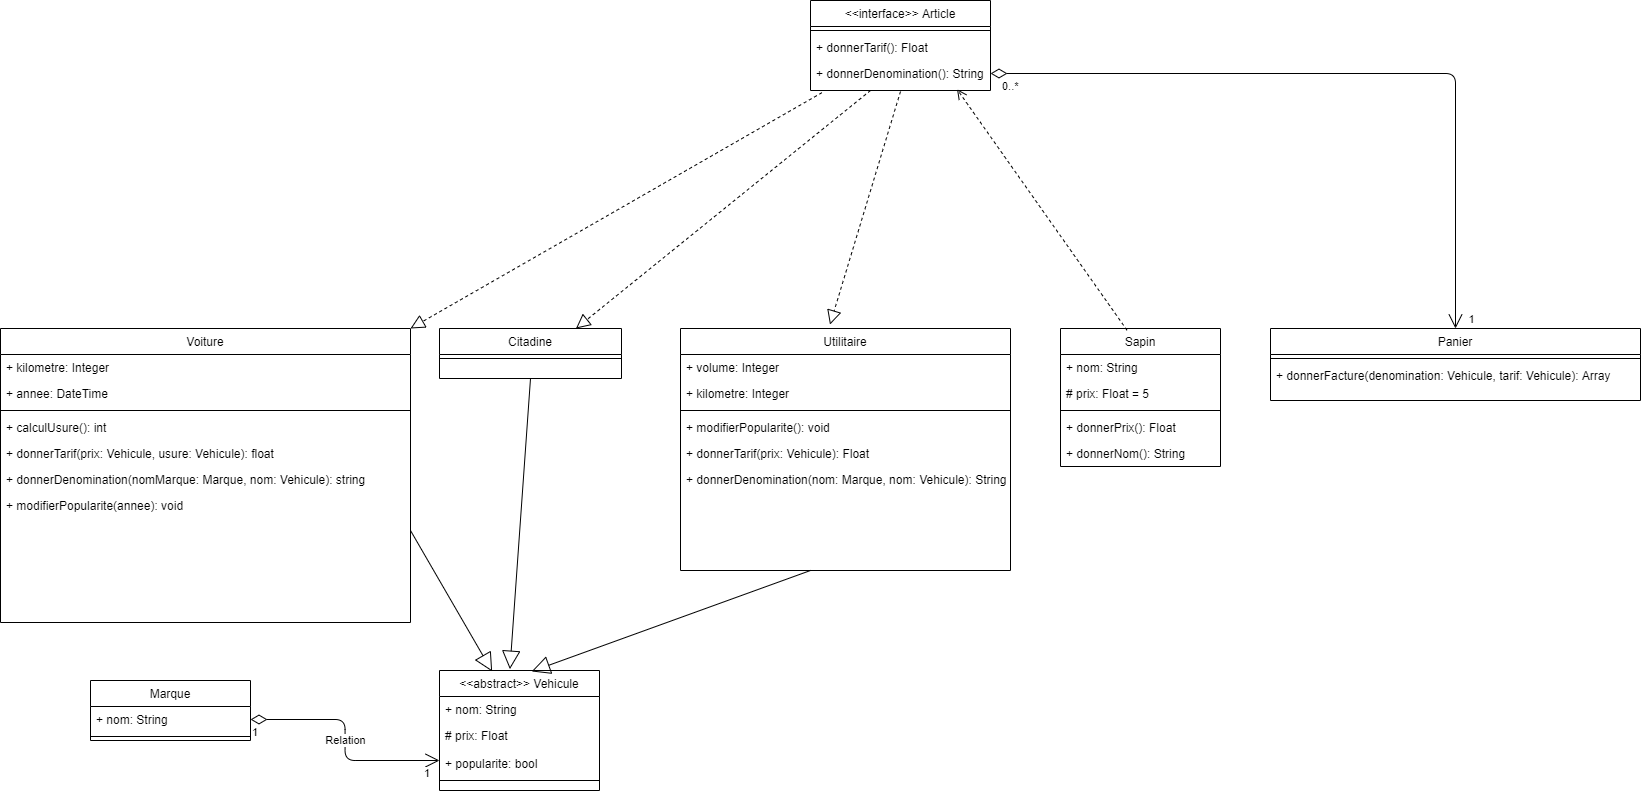 <<interface>> Article
+ donnerTarif(): Float
+ donnerDenomination(): String
0..*
1
Voiture
+ kilometre: Integer
+ annee: DateTime
+ calculUsure(): int
+ donnerTarif(prix: Vehicule, usure: Vehicule): float
+ donnerDenomination(nomMarque: Marque, nom: Vehicule): string
+ modifierPopularite(annee): void
Citadine
Utilitaire
+ volume: Integer
+ kilometre: Integer
+ modifierPopularite(): void
+ donnerTarif(prix: Vehicule): Float
+ donnerDenomination(nom: Marque, nom: Vehicule): String
Sapin
+ nom: String
# prix: Float = 5
+ donnerPrix(): Float
+ donnerNom(): String
Panier
+ donnerFacture(denomination: Vehicule, tarif: Vehicule): Array
Marque
+ nom: String
1
Relation
1
<<abstract>> Vehicule
+ nom: String
# prix: Float
+ popularite: bool